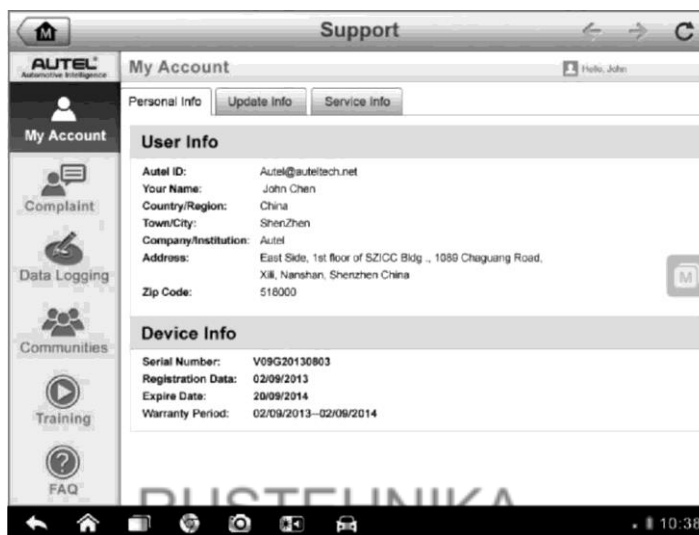 Support
AUTEL
Automotive Intelligence
My Account
Hello, John
Personal Info
Update Info
Service Info
My Account
Complaint
Data Logging
Communities
Training
FAQ
User Info
Autel ID: Autel@auteltech.net
Your Name: John Chen
Country/Region: China
Town/City: ShenZhen
Company/Institution: Autel
Address: East Side, 1st floor of SZICC Bldg ., 1089 Chaguang Road,
Xili, Nanshan, Shenzhen China
Zip Code: 518000
Device Info
Serial Number: V09G20130803
Registration Data: 02/09/2013
Expire Date: 20/09/2014
Warranty Period: 02/09/2013--02/09/2014
RUSTEHNIKA
10:38